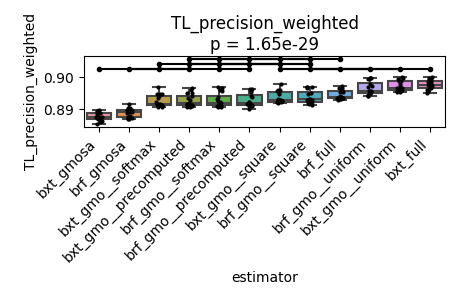 TL_precision_weighted
p = 1.65e-29
TL_precision_weighted
0.90
0.89
bxt_gmosa
brf_gmosa
bxt_gmo__softmax
bxt_gmo__precomputed
brf_gmo__softmax
brf_gmo__precomputed
bxt_gmo__square
brf_gmo__square
brf_full
brf_gmo__uniform
bxt_gmo__uniform
bxt_full
estimator